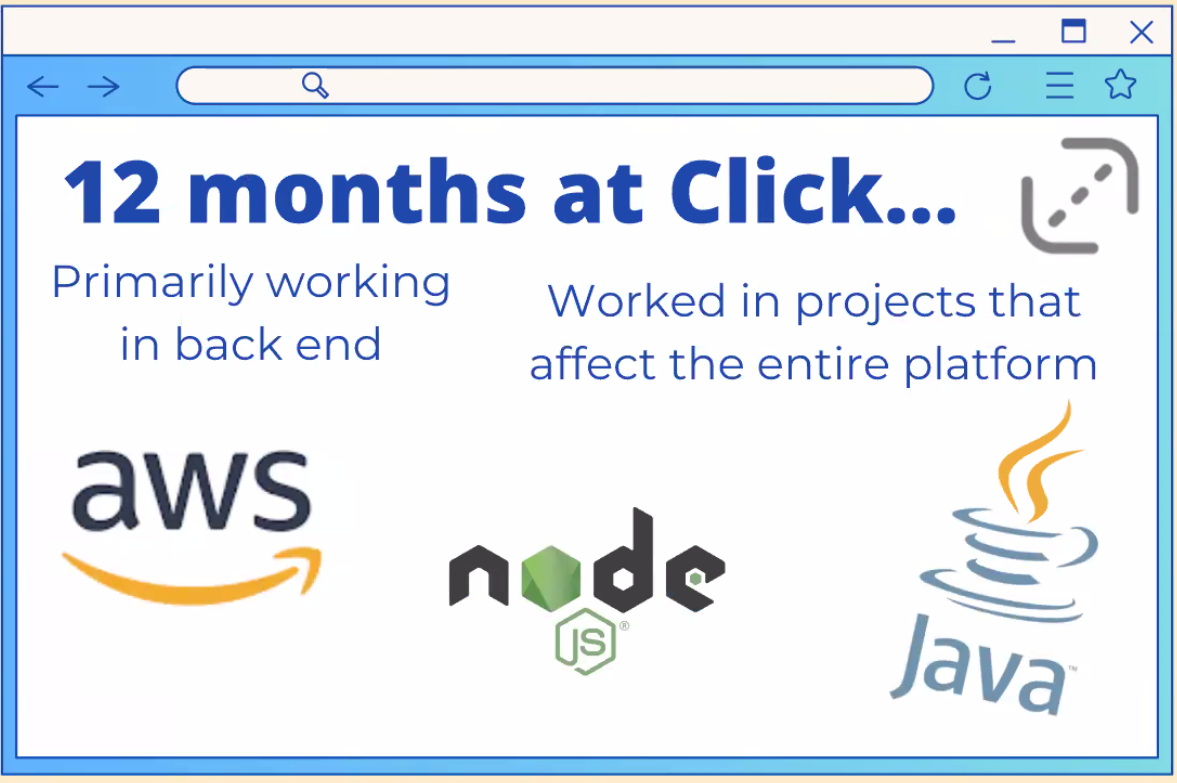 12 months at Click...
Primarily working
in back end
Worked in projects that
affect the entire platform
aws
node
JS®
Java™